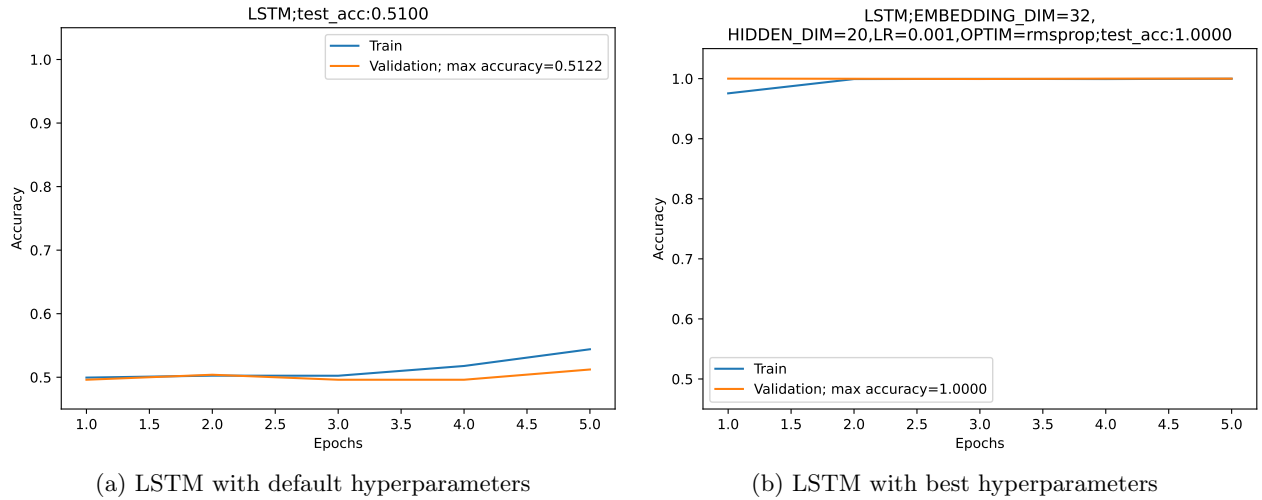 LSTM;test_acc:0.5100
1.0
0.9
0.8
0.7
0.6
0.5
Accuracy
Train
Validation; max accuracy=0.5122
1.0 1.5 2.0 2.5 3.0 3.5 4.0 4.5 5.0
Epochs
(a) LSTM with default hyperparameters
LSTM;EMBEDDING_DIM=32,
HIDDEN_DIM=20,LR=0.001,OPTIM=rmsprop;test_acc:1.0000
1.0
0.9
0.8
0.7
0.6
0.5
Accuracy
Train
Validation; max accuracy=1.0000
1.0 1.5 2.0 2.5 3.0 3.5 4.0 4.5 5.0
Epochs
(b) LSTM with best hyperparameters